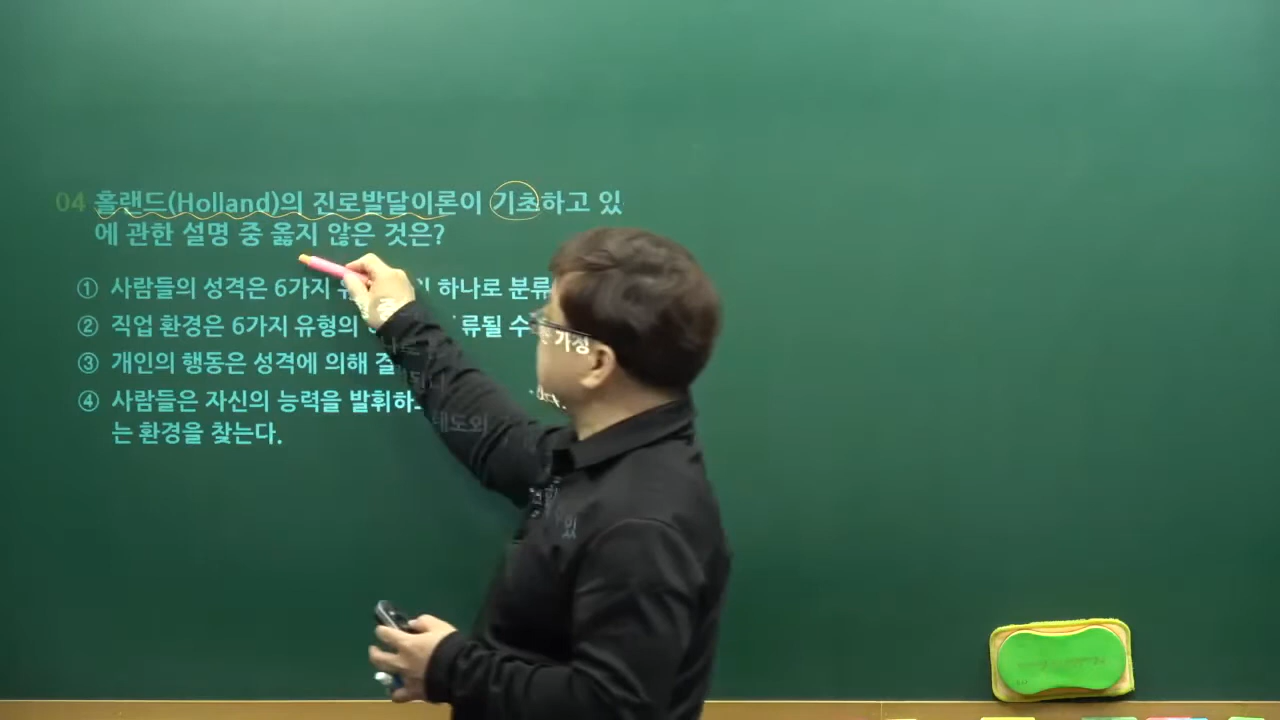 04 홀랜드(Holland)의 진로발달이론이 기초하고 있
에 관한 설명 중 옳지 않은 것은?
① 사람들의 성격은 6가지 하나로 분류
② 직업 환경은 6가지 유형의 류될 수
③ 개인의 행동은 성격에 의해
④ 사람들은 자신의 능력을 발휘하
는 환경을 찾는다.